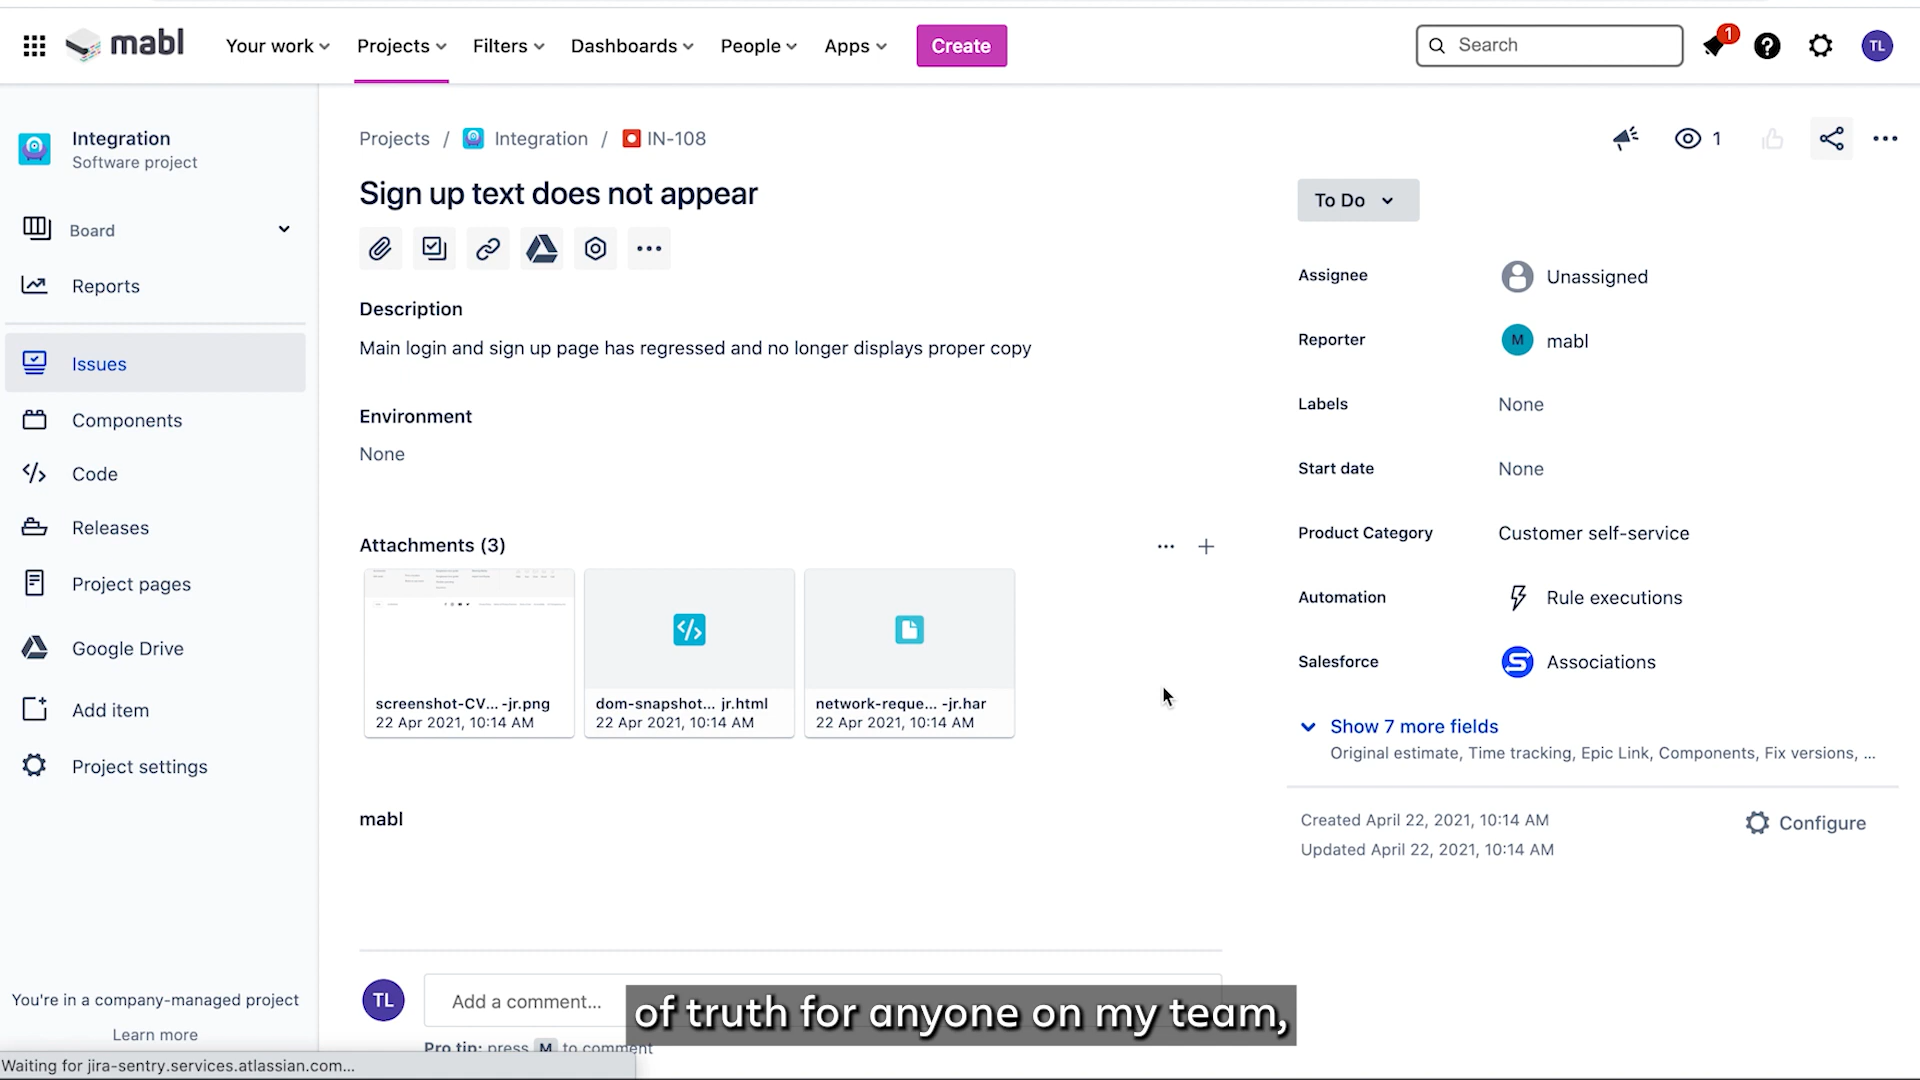 mabl
Your work
Projects
Filters
Dashboards
People
Apps
Create
Search
1
TL
Integration
Software project
Board
Reports
Issues
Components
Code
Releases
Project pages
Google Drive
Add item
Project settings
You're in a company-managed project
Learn more
Waiting for jira-sentry.services.atlassian.com...
Projects / Integration / IN-108
1
Sign up text does not appear
Description
Main login and sign up page has regressed and no longer displays proper copy
Environment
None
Attachments (3)
screenshot-CV... -jr.png
22 Apr 2021, 10:14 AM
dom-snapshot... jr.html
22 Apr 2021, 10:14 AM
network-reque... -jr.har
22 Apr 2021, 10:14 AM
mabl
TL
Add a comment...
Pro tip: press M to comment
of truth for anyone on my team,
To Do
Assignee
Unassigned
Reporter
M
mabl
Labels
None
Start date
None
Product Category
Customer self-service
Automation
Rule executions
Salesforce
Associations
Show 7 more fields
Original estimate, Time tracking, Epic Link, Components, Fix versions, ...
Created April 22, 2021, 10:14 AM
Updated April 22, 2021, 10:14 AM
Configure